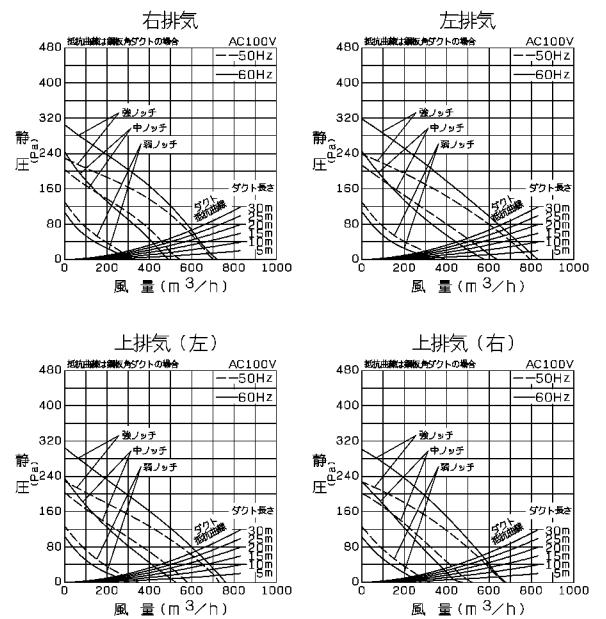 右排気
抵抗曲線は鋼板角ダクトの場合 AC100V
---50Hz
—60Hz
480
400
320
240
160
80
0
静圧(Pa)
強ノッチ
中ノッチ
弱ノッチ
ダクト長さ
ダクト抵抗曲線
30m
25m
20m
15m
10m
5m
0 200 400 600 800 1000
風量(m³/h)
左排気
抵抗曲線は鋼板角ダクトの場合 AC100V
---50Hz
—60Hz
480
400
320
240
160
80
0
静圧(Pa)
強ノッチ
中ノッチ
弱ノッチ
ダクト長さ
ダクト抵抗曲線
30m
25m
20m
15m
10m
5m
0 200 400 600 800 1000
風量(m³/h)
上排気(左)
抵抗曲線は鋼板角ダクトの場合 AC100V
---50Hz
—60Hz
480
400
320
240
160
80
0
静圧(Pa)
強ノッチ
中ノッチ
弱ノッチ
ダクト長さ
ダクト抵抗曲線
30m
25m
20m
15m
10m
5m
0 200 400 600 800 1000
風量(m³/h)
上排気(右)
抵抗曲線は鋼板角ダクトの場合 AC100V
---50Hz
—60Hz
480
400
320
240
160
80
0
静圧(Pa)
強ノッチ
中ノッチ
弱ノッチ
ダクト長さ
ダクト抵抗曲線
30m
25m
20m
15m
10m
5m
0 200 400 600 800 1000
風量(m³/h)